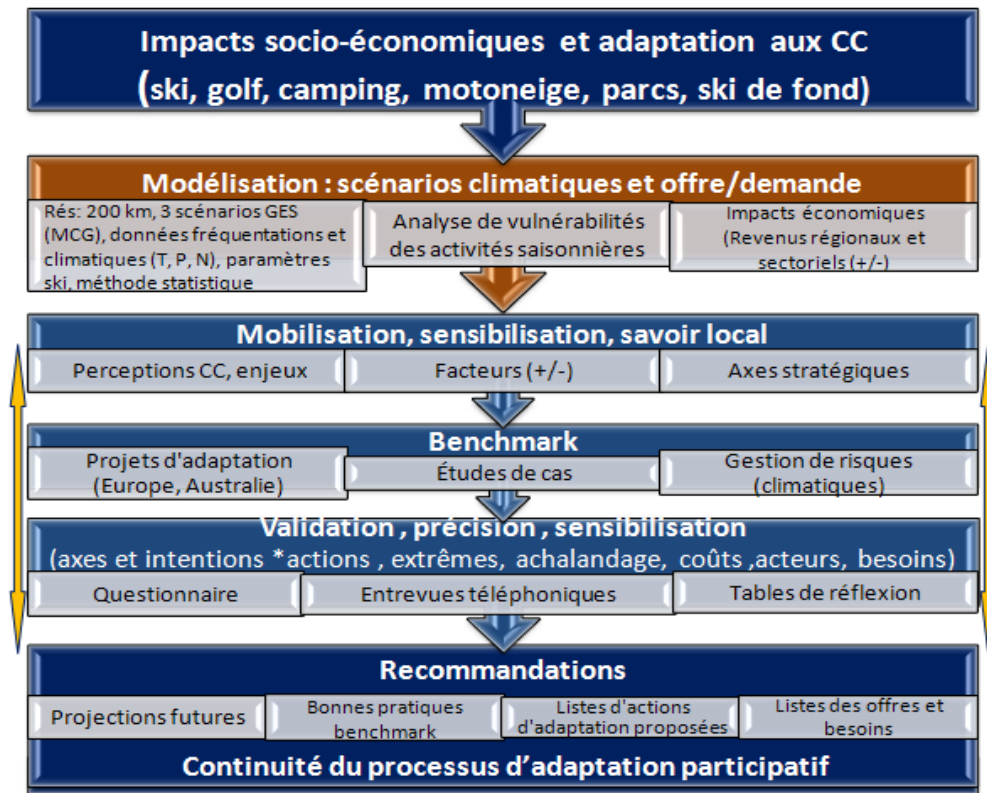 Impacts socio-économiques et adaptation aux CC
(ski, golf, camping, motoneige, parcs, ski de fond)
Modélisation : scénarios climatiques et offre/demande
Rés: 200 km, 3 scénarios GES
(MCG), données fréquentations et
climatiques (T, P, N), paramètres
ski, méthode statistique
Analyse de vulnérabilités
des activités saisonnières
Impacts économiques
(Revenus régionaux et
sectoriels (+/-)
Mobilisation, sensibilisation, savoir local
Perceptions CC, enjeux
Facteurs (+/-)
Axes stratégiques
Benchmark
Projets d'adaptation
(Europe, Australie)
Études de cas
Gestion de risques
(climatiques)
Validation , précision , sensibilisation
(axes et intentions *actions , extrêmes, achalandage, coûts ,acteurs, besoins)
Questionnaire
Entrevues téléphoniques
Tables de réflexion
Recommandations
Projections futures
Bonnes pratiques
benchmark
Listes d'actions
d'adaptation proposées
Listes des offres et
besoins
Continuité du processus d’adaptation participatif